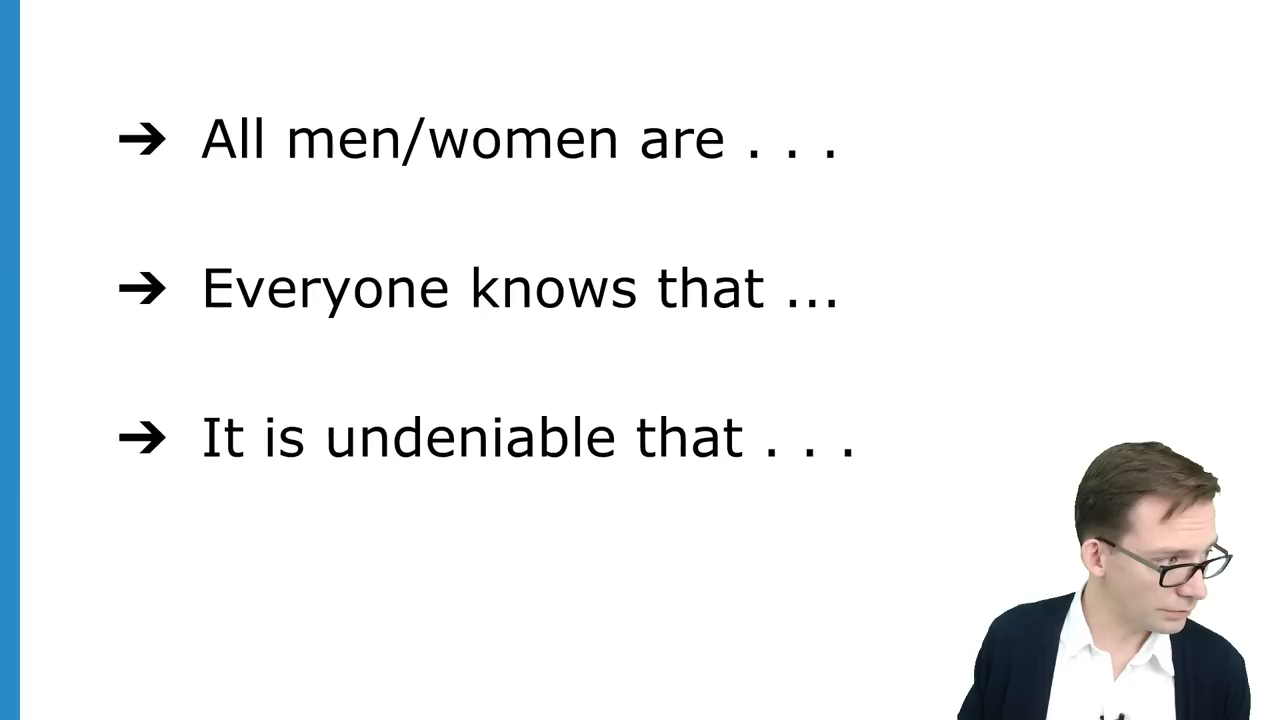 ➔ All men/women are . . .
➔ Everyone knows that ...
➔ It is undeniable that . . .